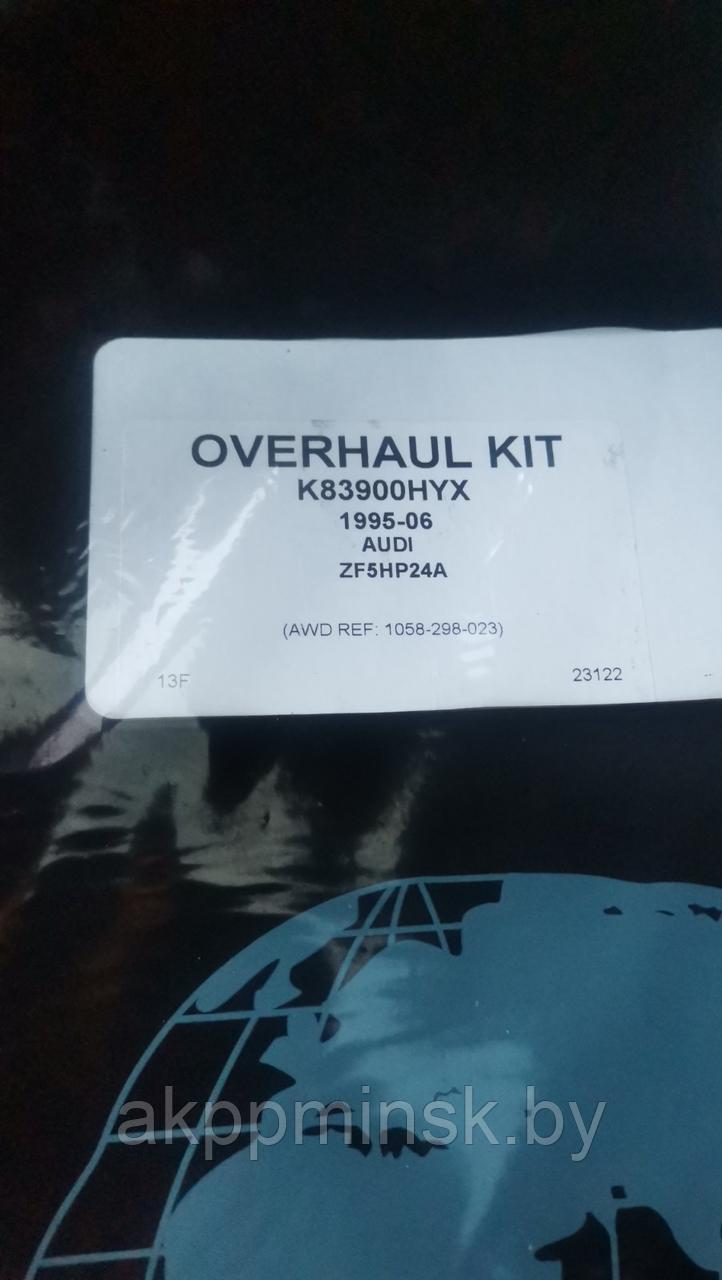 OVERHAUL KIT
K83900HYX
1995-06
AUDI
ZF5HP24A
(AWD REF: 1058-298-023)
13F
23122
akppminsk.by